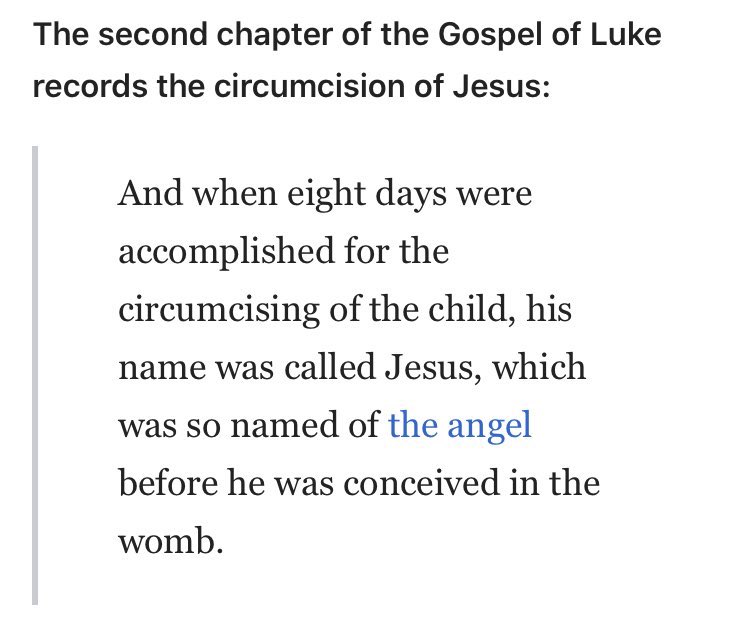 The second chapter of the Gospel of Luke
records the circumcision of Jesus:
And when eight days were
accomplished for the
circumcising of the child, his
name was called Jesus, which
was so named of the angel
before he was conceived in the
womb.